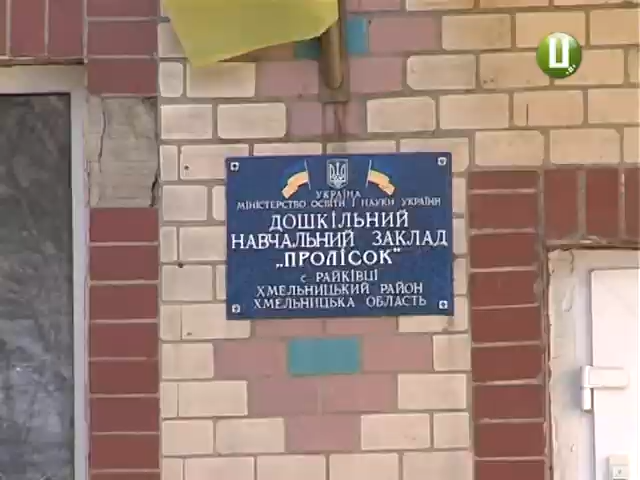 Ц
УКРАЇНА
МІНІСТЕРСТВО ОСВІТИ І НАУКИ УКРАЇНИ
ДОШКІЛЬНИЙ
НАВЧАЛЬНИЙ ЗАКЛАД
„ПРОЛІСОК“
с РАЙКІВЦІ
ХМЕЛЬНИЦЬКИЙ РАЙОН
ХМЕЛЬНИЦЬКА ОБЛАСТЬ